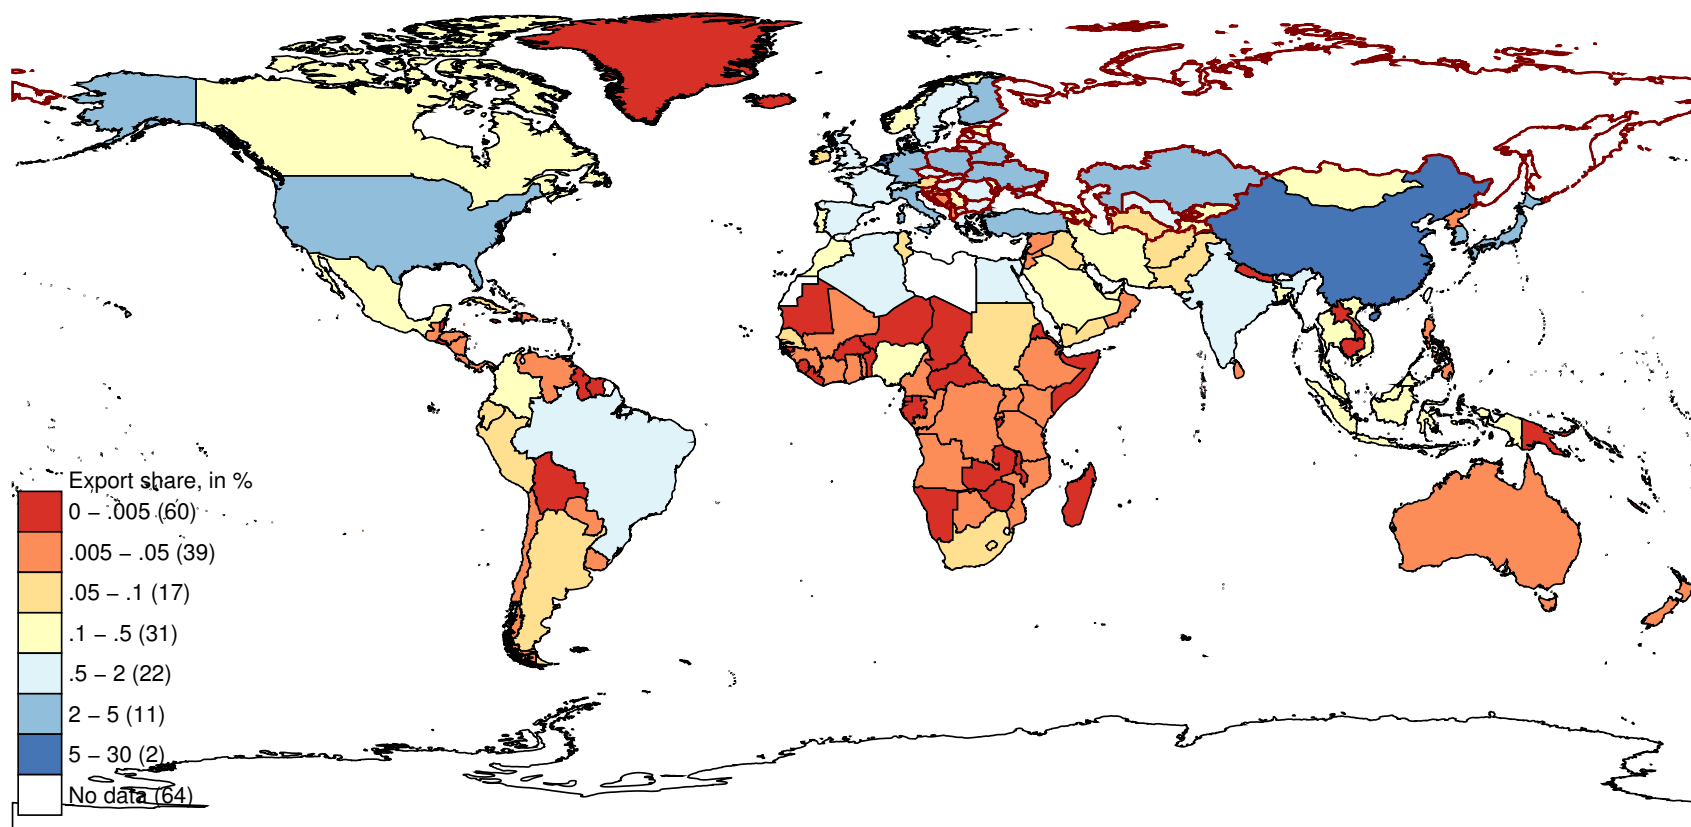 Export share, in %
0 − .005 (60)
.005 − .05 (39)
.05 − .1 (17)
.1 − .5 (31)
.5 − 2 (22)
2 − 5 (11)
5 − 30 (2)
No data (64)